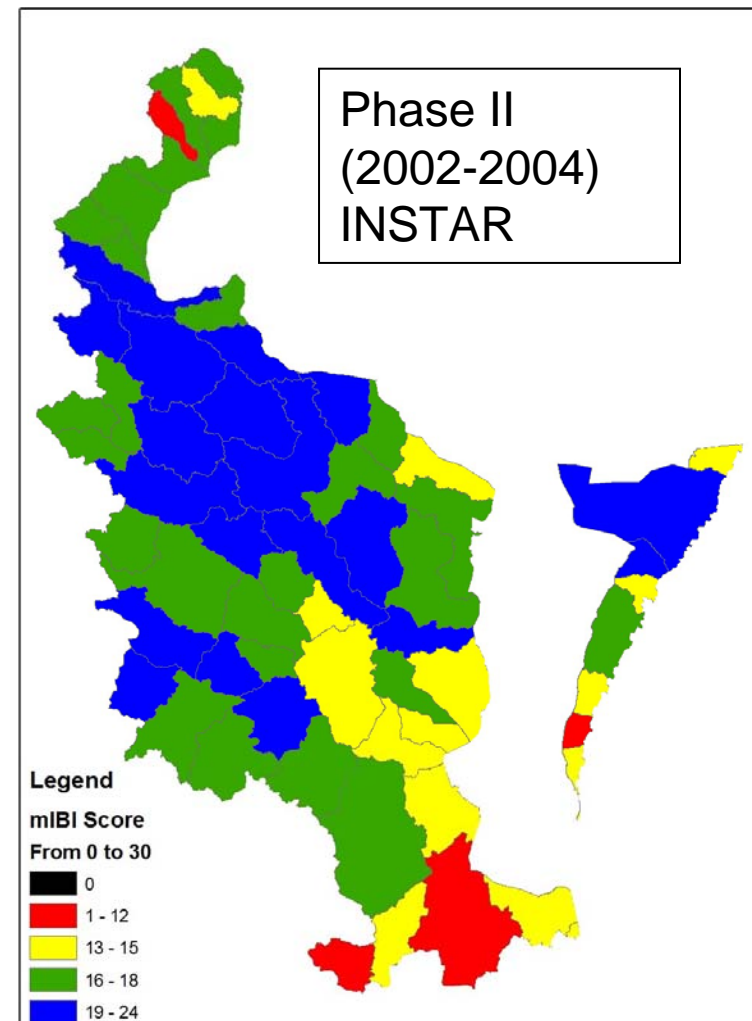 Phase II
(2002-2004)
INSTAR
Legend
mIBI Score
From 0 to 30
0
1 - 12
13 - 15
16 - 18
19 - 24